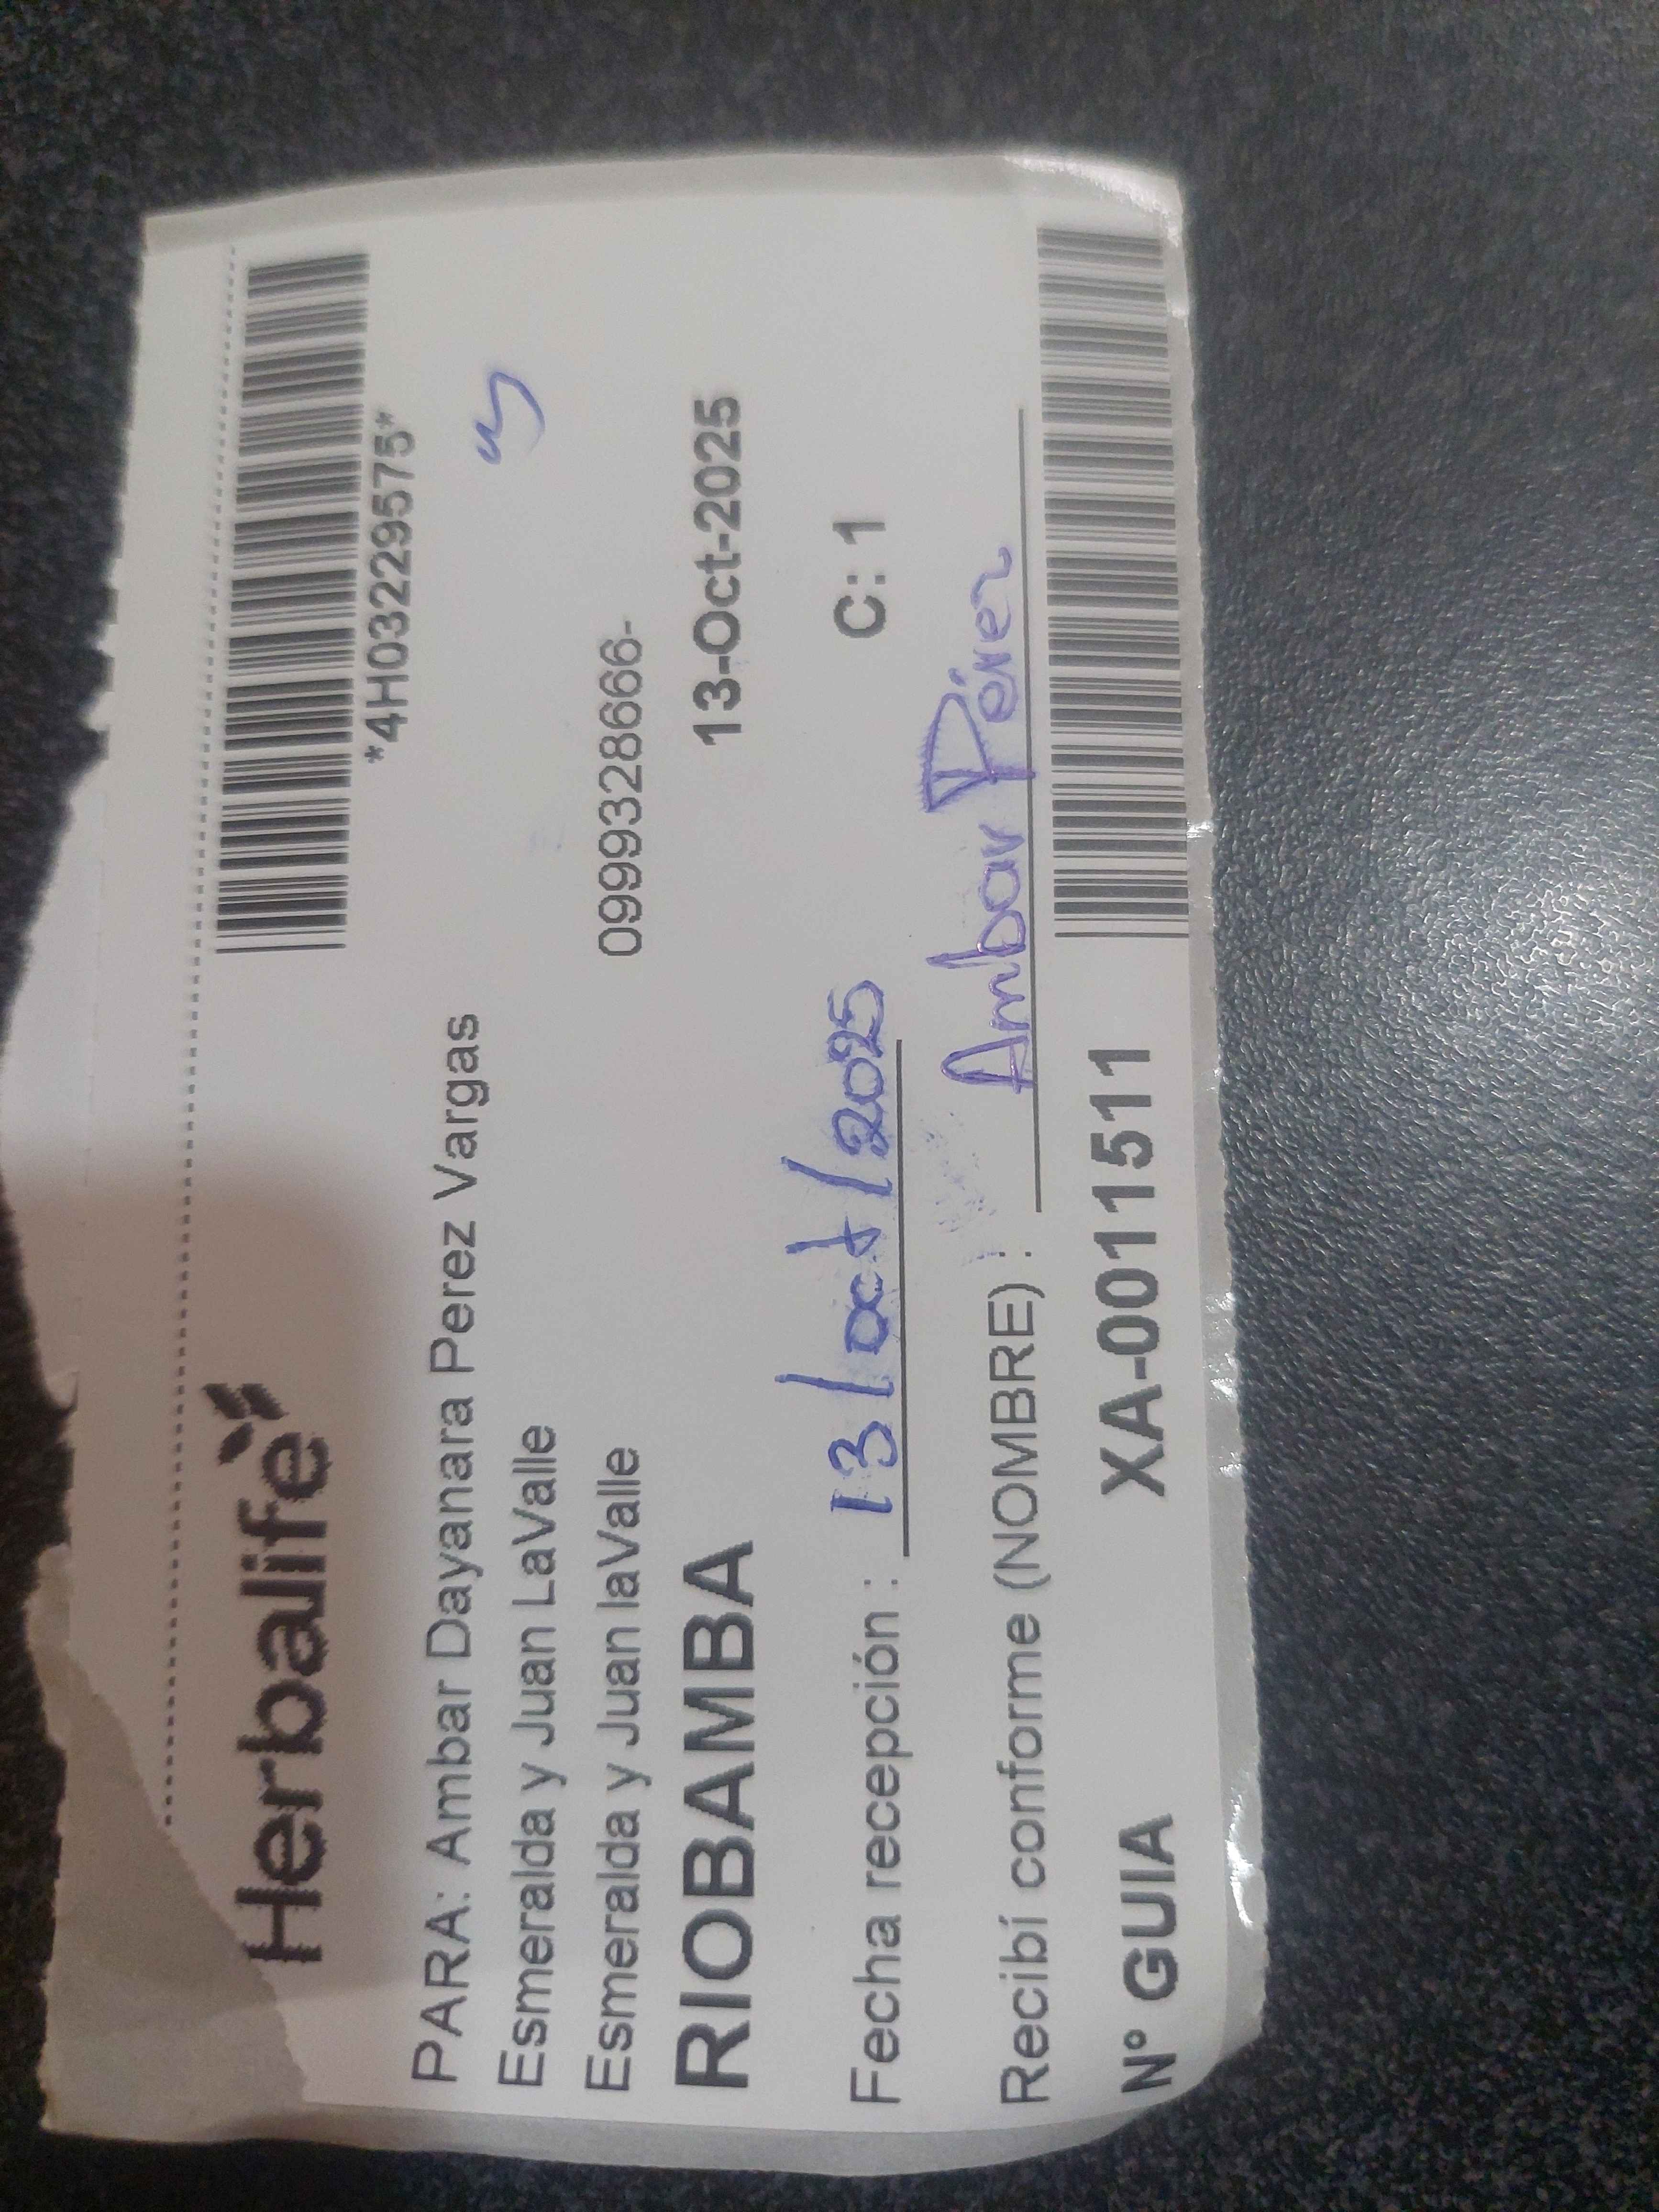 Herbalife
*4H03229575*
PARA: Ambar Dayanara Perez Vargas
Esmeralda y Juan LaValle
Esmeralda y Juan laValle 0999328666-
RIOBAMBA 13-Oct-2025
Fecha recepción : 13/oct/2025 C: 1
Recibí conforme (NOMBRE) : Ambar Pérez
N° GUIA XA-0011511